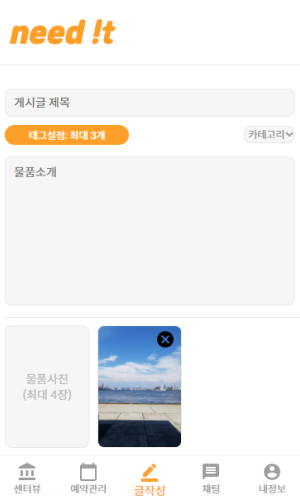 need !t
게시글 제목
태그설정: 최대 3개
카테고리
물품소개
물품사진
(최대 4장)
센터뷰
예약관리
글작성
채팅
내정보